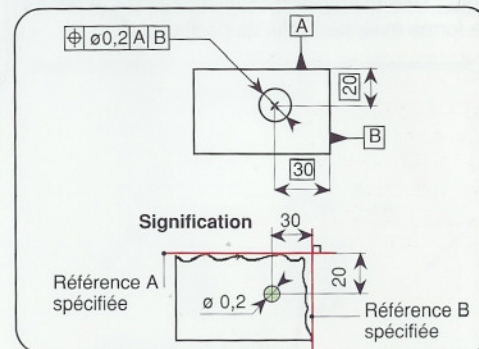 ⌖ ø0,2 A B
A
20
B
30
Signification
30
Référence A
spécifiée
20
ø 0,2
Référence B
spécifiée